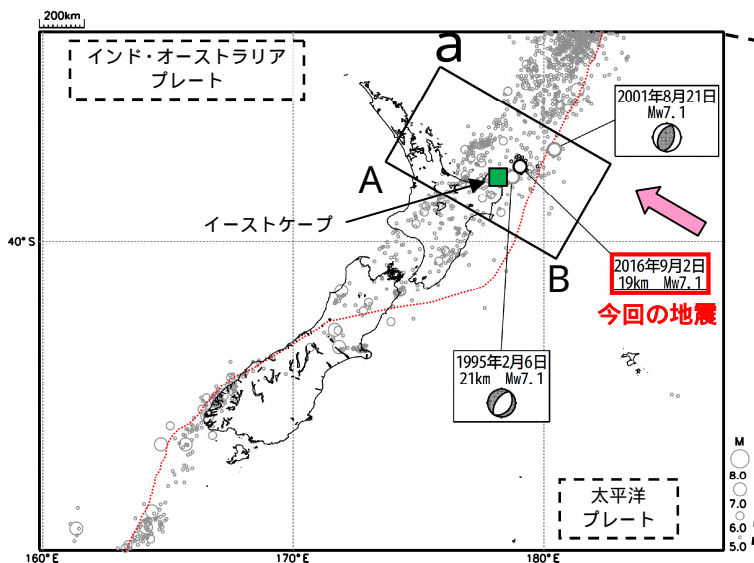 200km
インド・オーストラリア
プレート
a
2001年8月21日
Mw7.1
A
イーストケープ
40°S
B
2016年9月2日
19km Mw7.1
今回の地震
1995年2月6日
21km Mw7.1
太平洋
プレート
M
8.0
7.0
6.0
5.0
160°E
170°E
180°E